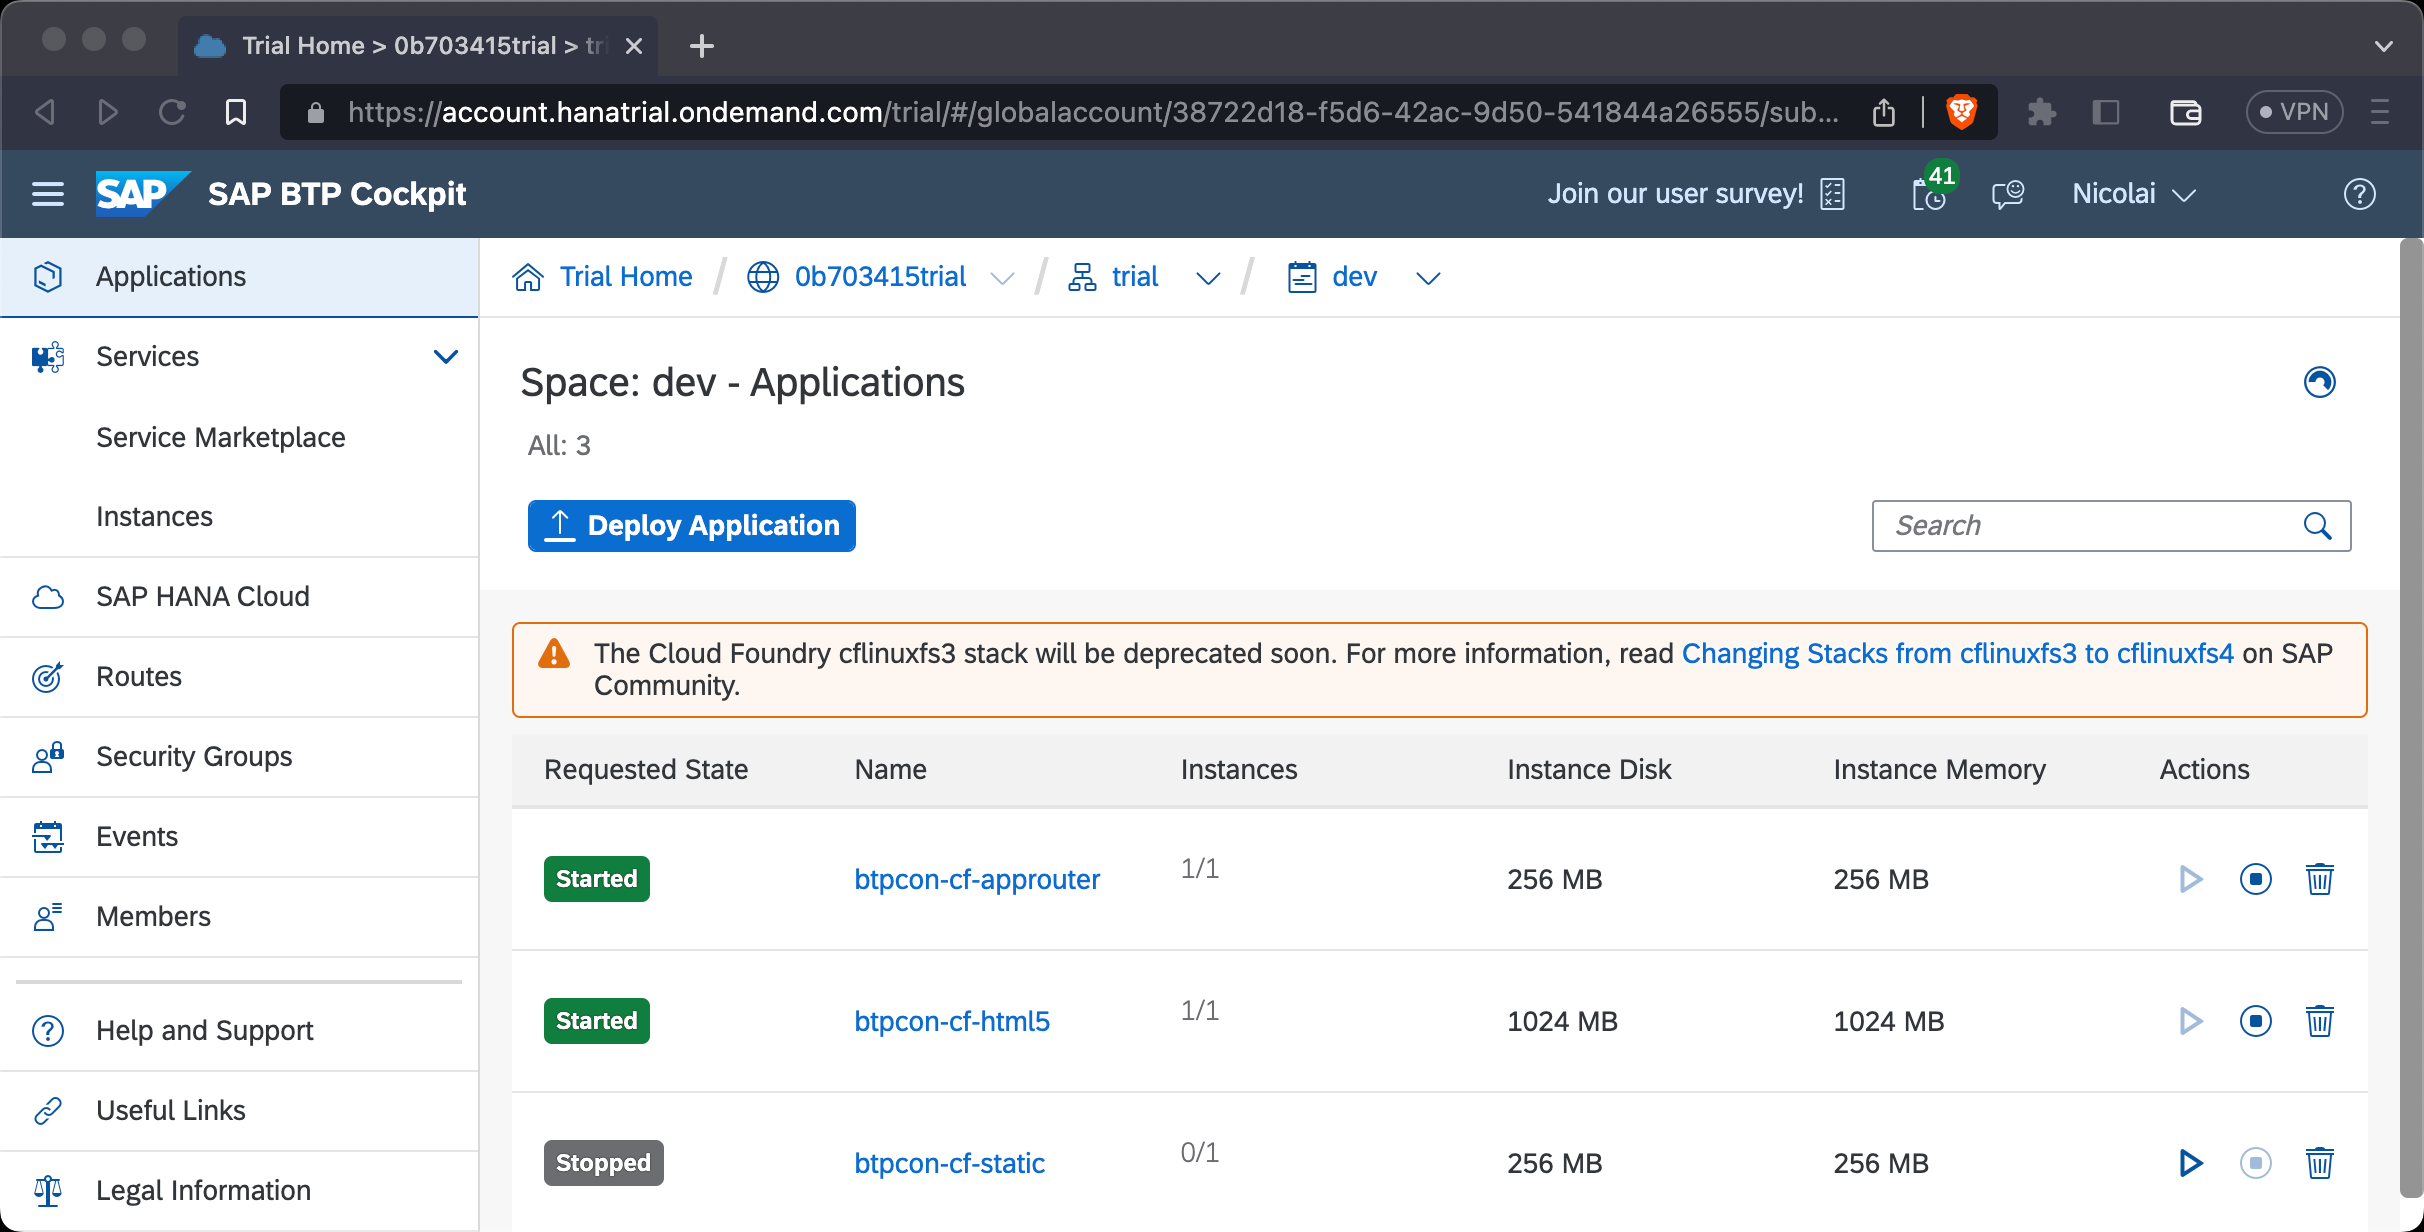 Trial Home > 0b703415trial > tri
https://account.hanatrial.ondemand.com/trial/#/globalaccount/38722d18-f5d6-42ac-9d50-541844a26555/sub...
VPN
SAP
SAP BTP Cockpit
Join our user survey!
41
Nicolai
Applications
Services
Service Marketplace
Instances
SAP HANA Cloud
Routes
Security Groups
Events
Members
Help and Support
Useful Links
Legal Information
Trial Home / 0b703415trial / trial / dev
Space: dev - Applications
All: 3
Deploy Application
Search
The Cloud Foundry cflinuxfs3 stack will be deprecated soon. For more information, read Changing Stacks from cflinuxfs3 to cflinuxfs4 on SAP
Community.
Requested State Name Instances Instance Disk Instance Memory Actions
Started btpcon-cf-approuter 1/1 256 MB 256 MB
Started btpcon-cf-html5 1/1 1024 MB 1024 MB
Stopped btpcon-cf-static 0/1 256 MB 256 MB